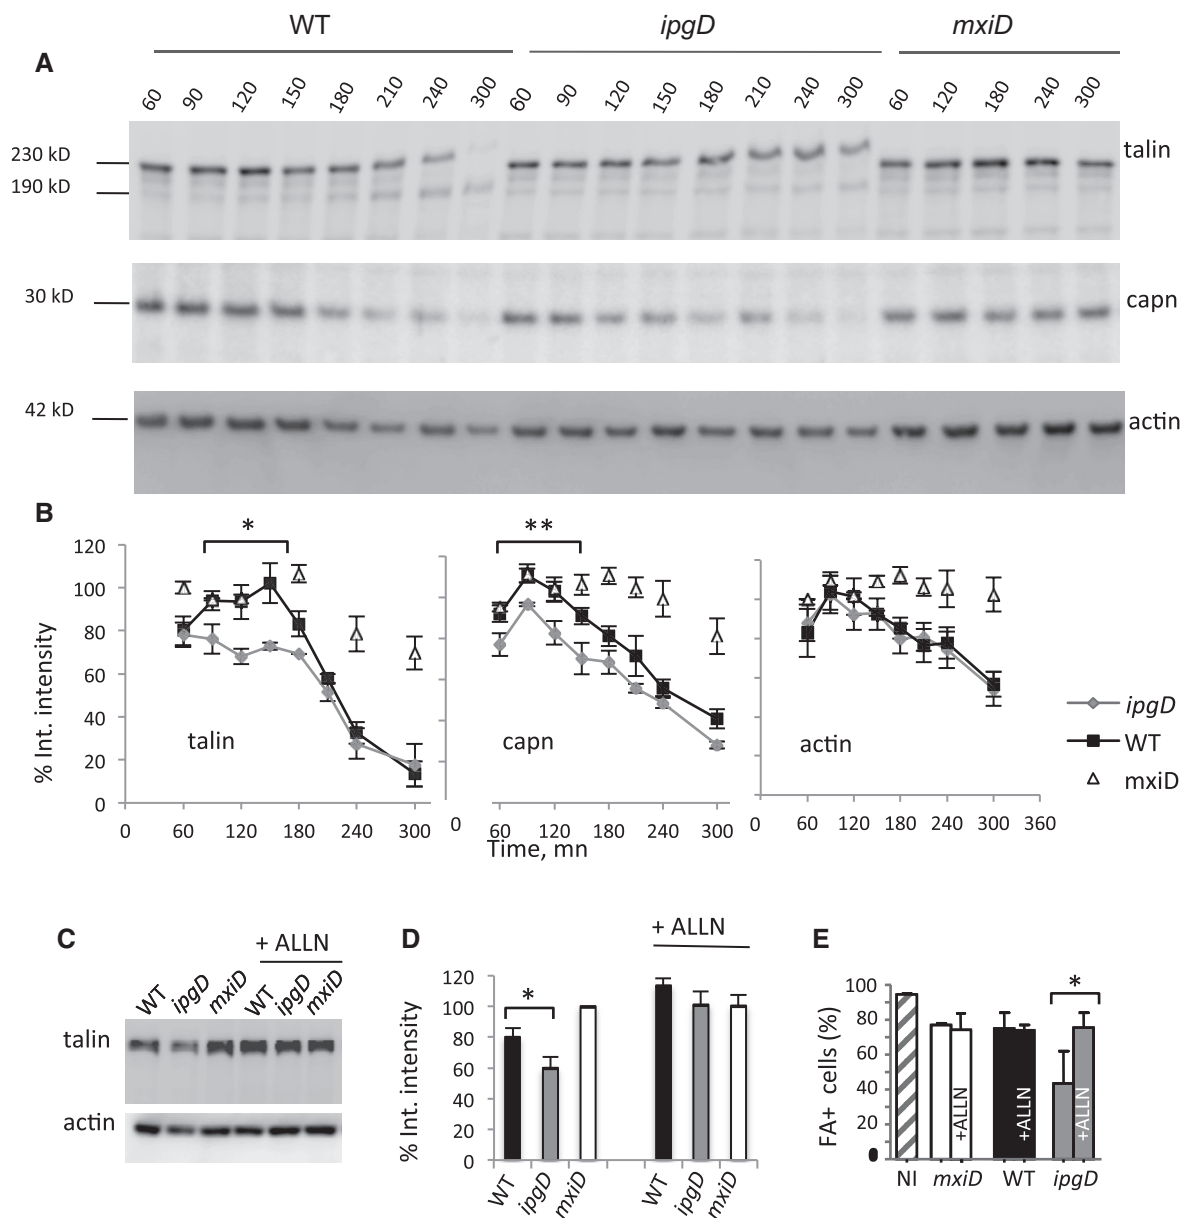 WT ipgD mxiD
A
60 90 120 150 180 210 240 300 60 90 120 150 180 210 240 300 60 120 180 240 300
230 kD talin
190 kD
30 kD capn
42 kD actin
B
* **
120
100
80
60
40
20
0
% Int. intensity
talin capn actin
ipgD
WT
mxiD
0 60 120 180 240 300 0 60 120 180 240 300 0 60 120 180 240 300 360
Time, mn
C D E
+ ALLN + ALLN
WT ipgD mxiD WT ipgD mxiD
talin
actin
120
100
80
60
40
20
0
% Int. intensity
*
WT ipgD mxiD WT ipgD mxiD
100
80
60
40
20
0
FA+ cells (%)
*
+ALLN +ALLN +ALLN
NI mxiD WT ipgD